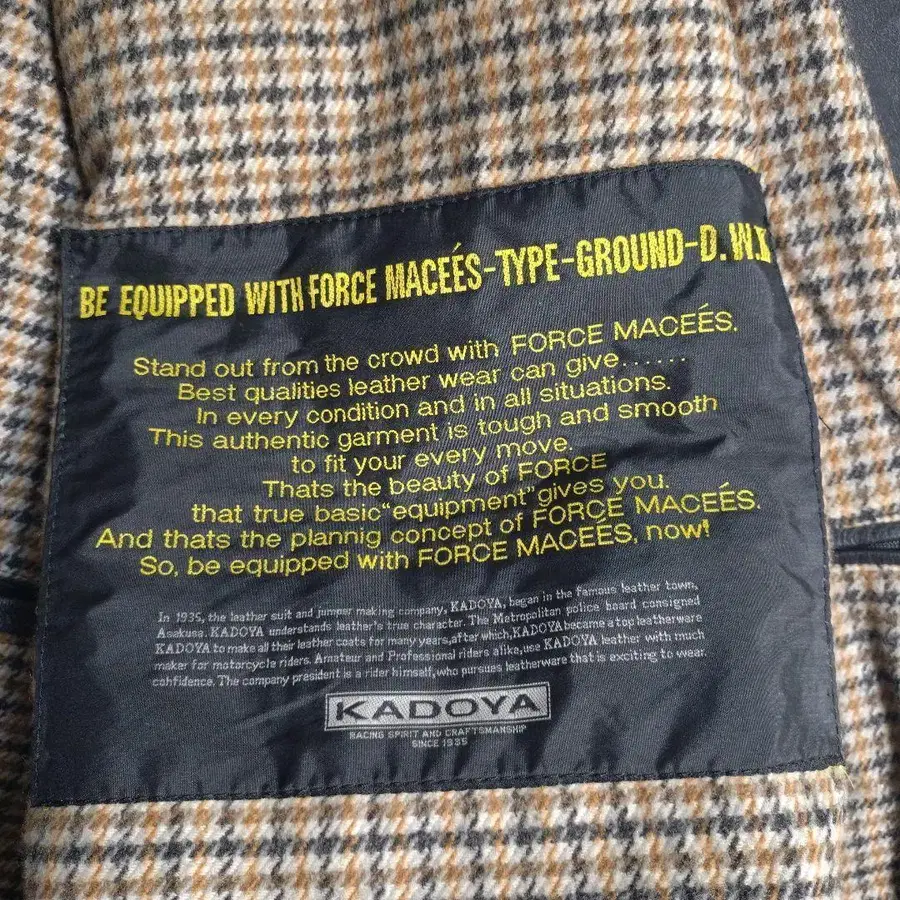 BE EQUIPPED WITH FORCE MACEÉS-TYPE-GROUND-D.W.
Stand out from the crowd with FORCE MACEÉS.
Best qualities leather wear can give......
In every condition and in all situations.
This authentic garment is tough and smooth
to fit your every move.
Thats the beauty of FORCE
that true basic "equipment" gives you.
And thats the plannig concept of FORCE MACEÉS.
So, be equipped with FORCE MACEÉS, now!
In 1935, the leather suit and jumper making company, KADOYA, began in the famous leather town,
Asakusa. KADOYA understands leather's true character. The Metropolitan police board consigned
KADOYA to make all their leather coats for many years, after which, KADOYA became a top leatherware
maker for motorcycle riders. Amateur and Professional riders alike, use KADOYA leather with much
confidence. The company president is a rider himself, who pursues leatherware that is exciting to wear.
KADOYA
RACING SPIRIT AND CRAFTSMANSHIP
SINCE 1935